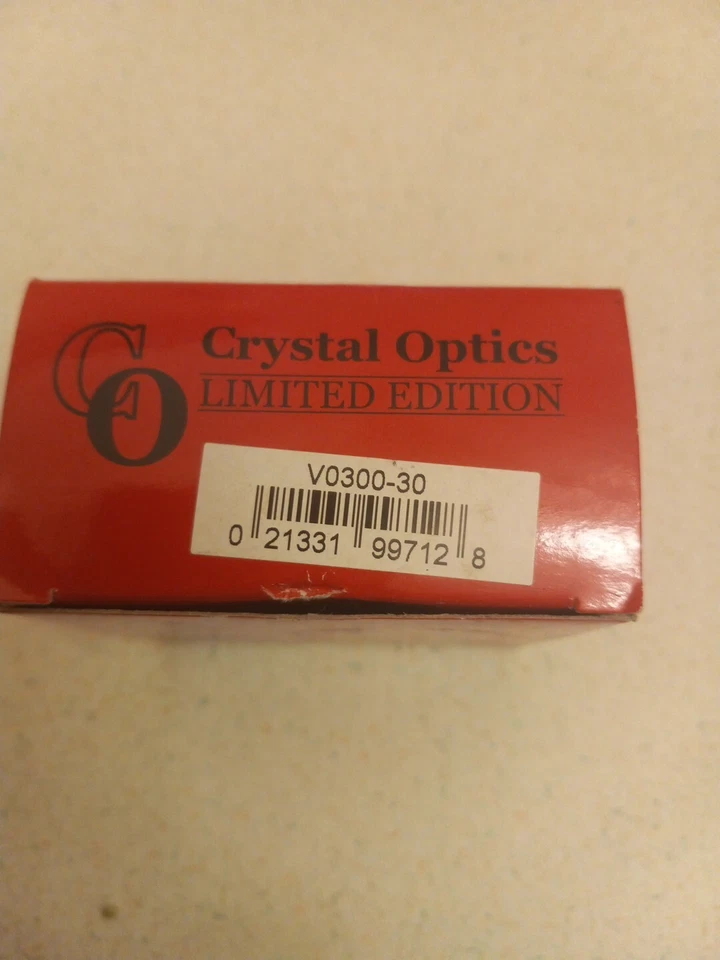 CO
Crystal Optics
LIMITED EDITION
V0300-30
0 21331 99712 8